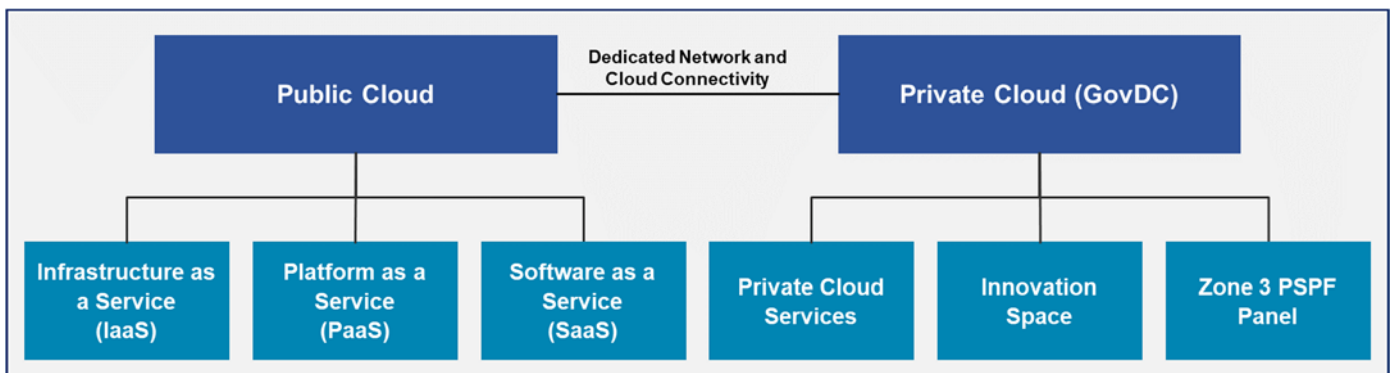 Public Cloud
Dedicated Network and
Cloud Connectivity
Private Cloud (GovDC)
Infrastructure as
a Service
(IaaS)
Platform as a
Service
(PaaS)
Software as a
Service
(SaaS)
Private Cloud
Services
Innovation
Space
Zone 3 PSPF
Panel